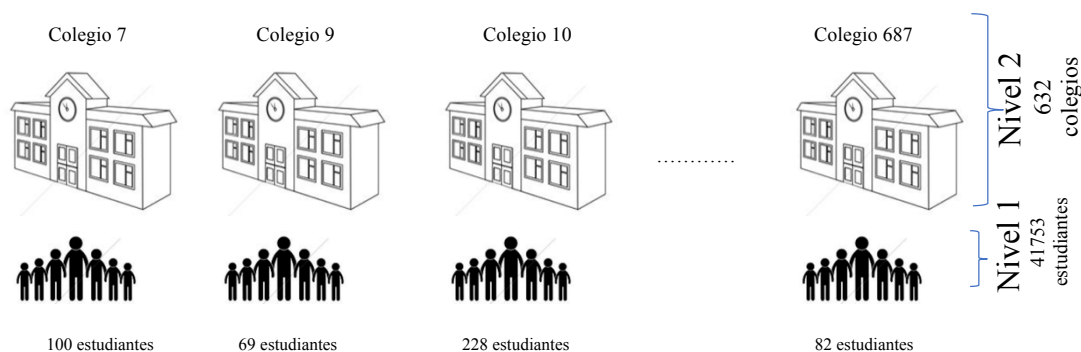 Colegio 7
Colegio 9
Colegio 10
Colegio 687
…………
Nivel 2
632
colegios
Nivel 1
41753
estudiantes
100 estudiantes
69 estudiantes
228 estudiantes
82 estudiantes